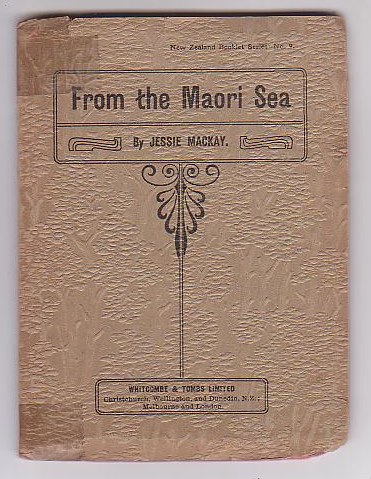 New Zealand Booklet Series No. 9.
From the Maori Sea
By JESSIE MACKAY.
WHITCOMBE & TOMBS LIMITED
Christchurch, Wellington, and Dunedin, N.Z.;
Melbourne and London.